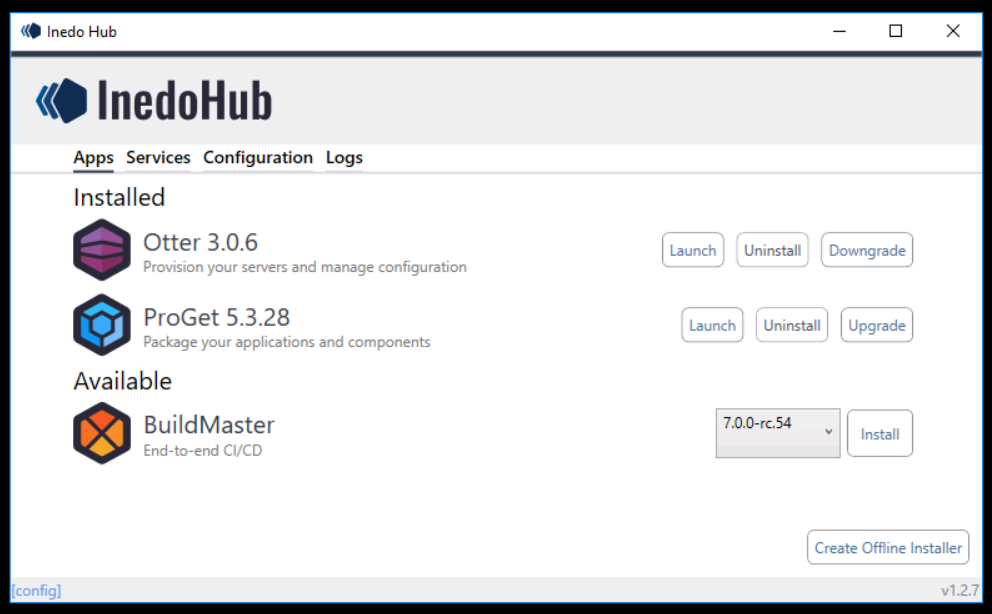 Inedo Hub
InedoHub
Apps Services Configuration Logs
Installed
Otter 3.0.6
Provision your servers and manage configuration
Launch Uninstall Downgrade
ProGet 5.3.28
Package your applications and components
Launch Uninstall Upgrade
Available
BuildMaster
End-to-end CI/CD
7.0.0-rc.54 Install
Create Offline Installer
[config] v1.2.7